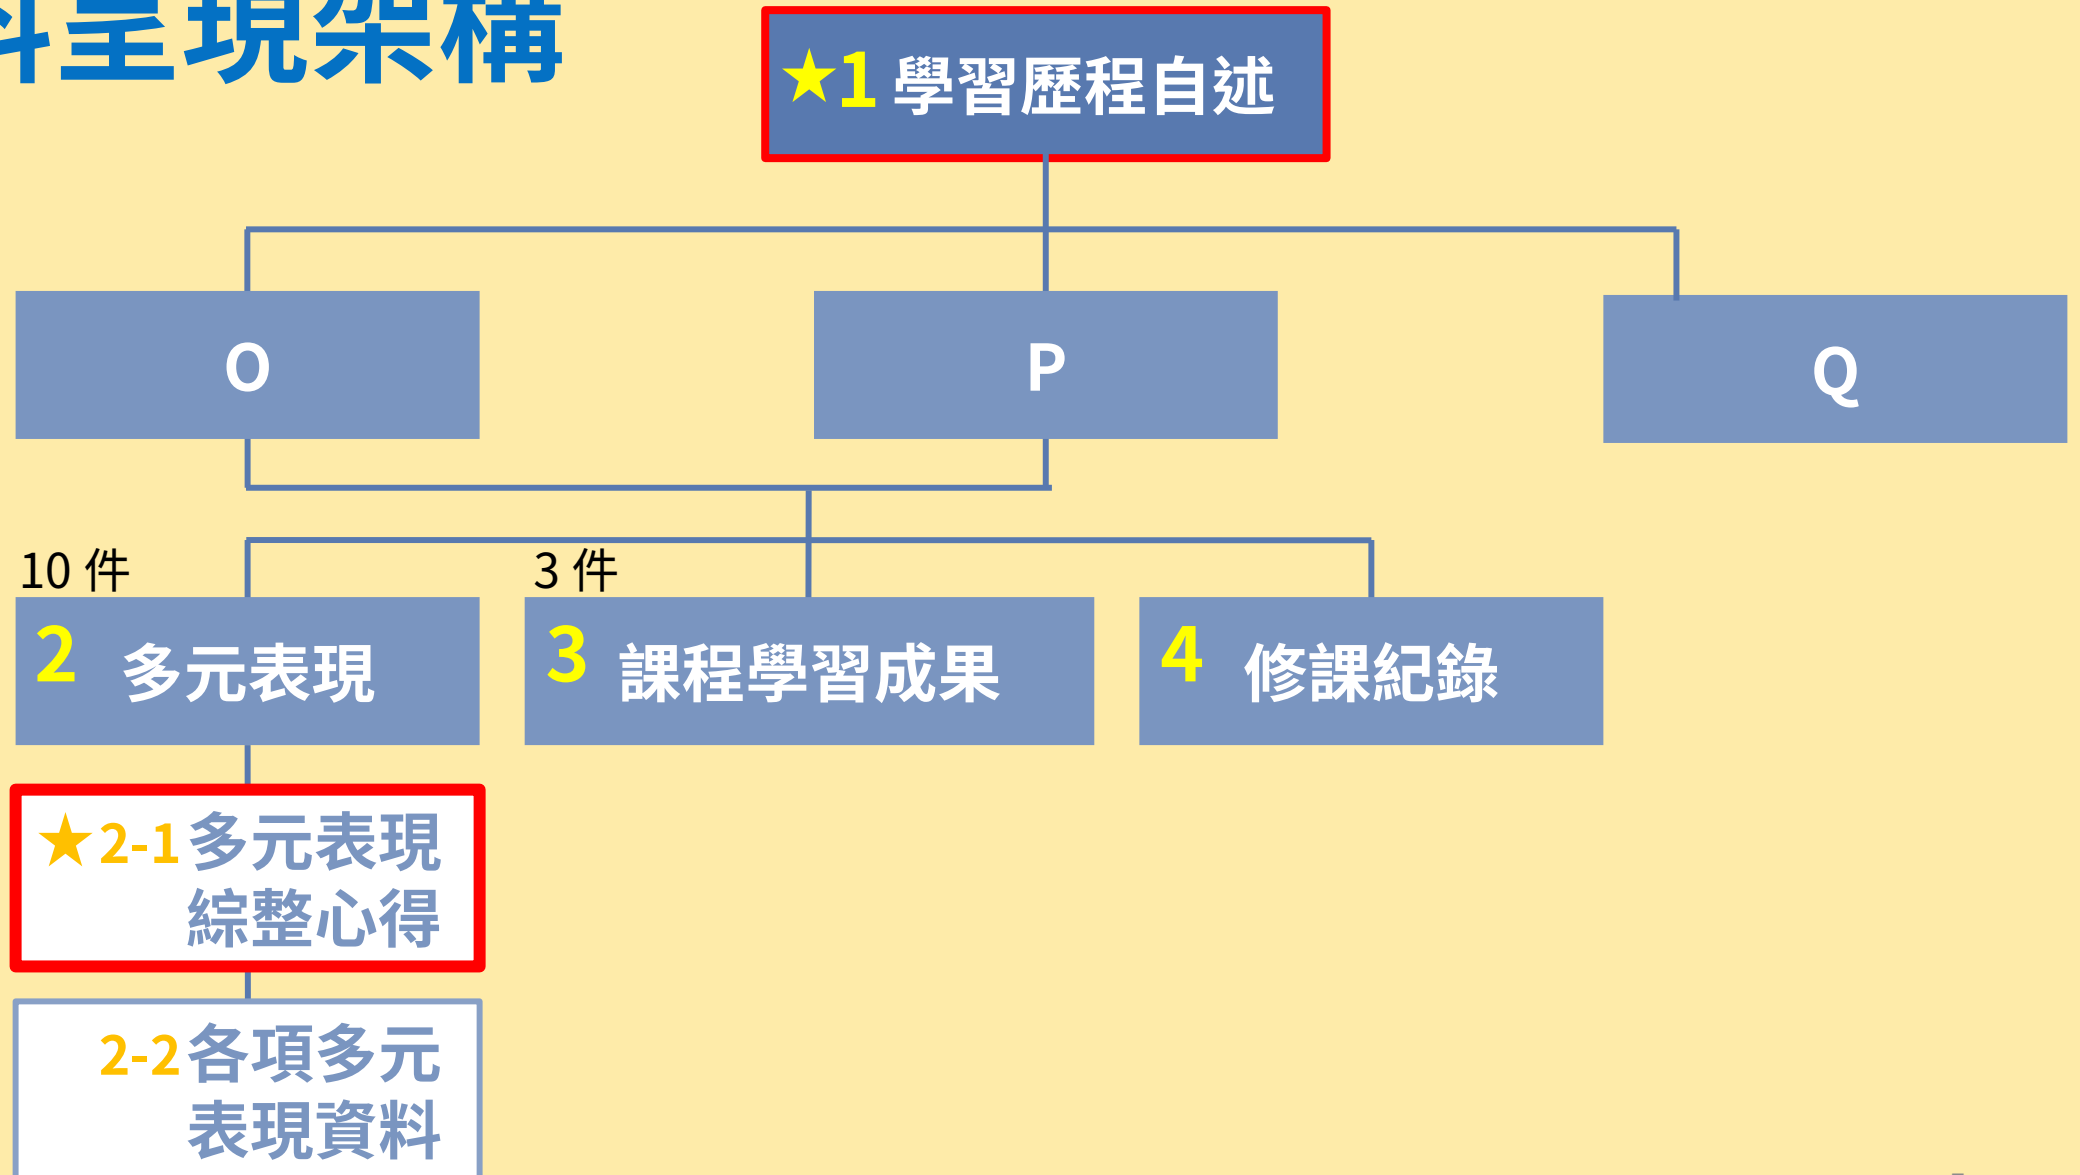 料呈現架構
★1 學習歷程自述
O
P
Q
10 件
3 件
2 多元表現
3 課程學習成果
4 修課紀錄
★2-1 多元表現
綜整心得
2-2 各項多元
表現資料